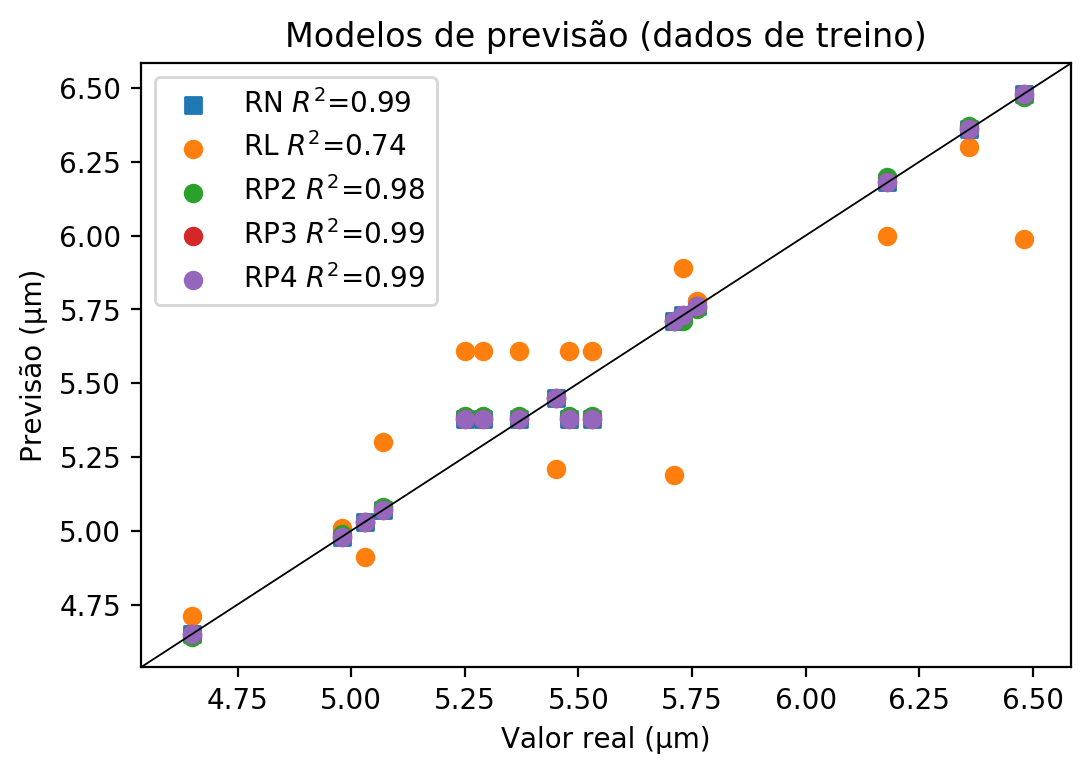 Modelos de previsão (dados de treino)
RN R²=0.99
RL R²=0.74
RP2 R²=0.98
RP3 R²=0.99
RP4 R²=0.99
6.50
6.25
6.00
5.75
5.50
5.25
5.00
4.75
Previsão (µm)
4.75 5.00 5.25 5.50 5.75 6.00 6.25 6.50
Valor real (µm)